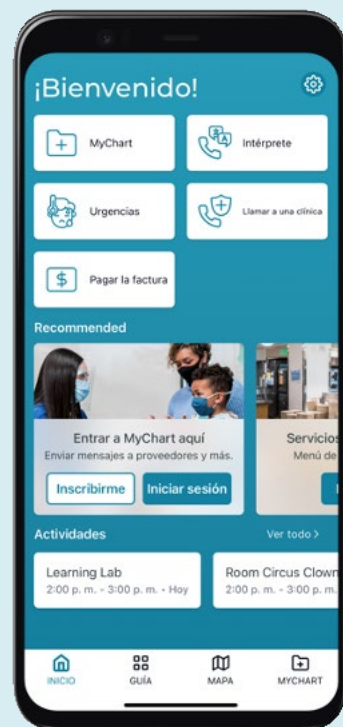 ¡Bienvenido!
MyChart
Intérprete
Urgencias
Llamar a una clínica
Pagar la factura
Recommended
Entrar a MyChart aquí
Enviar mensajes a proveedores y más.
Inscribirme
Iniciar sesión
Servicios
Menú de
Actividades
Ver todo >
Learning Lab
2:00 p. m. - 3:00 p. m. • Hoy
Room Circus Clown
2:00 p. m. - 3:00 p. m.
INICIO
GUÍA
MAPA
MYCHART